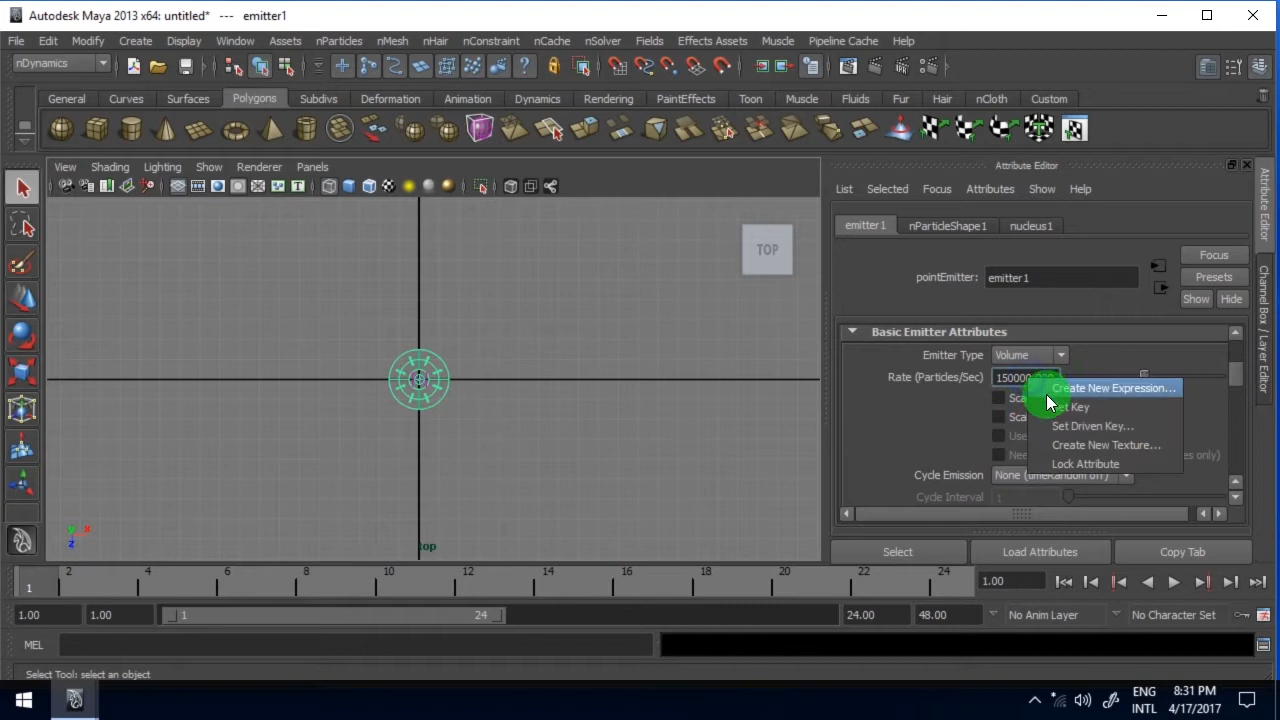 Autodesk Maya 2013 x64: untitled* --- emitter1
File Edit Modify Create Display Window Assets nParticles nMesh nHair nConstraint nCache nSolver Fields Effects Assets Muscle Pipeline Cache Help
nDynamics
General Curves Surfaces Polygons Subdivs Deformation Animation Dynamics Rendering PaintEffects Toon Muscle Fluids Fur Hair nCloth Custom
View Shading Lighting Show Renderer Panels
TOP
y x
z
top
Attribute Editor
List Selected Focus Attributes Show Help
emitter1 nParticleShape1 nucleus1
Focus
pointEmitter: emitter1
Presets
Show Hide
Basic Emitter Attributes
Emitter Type Volume
Rate (Particles/Sec) 150000
Create New Expression...
Set Driven Key...
Create New Texture...
Lock Attribute
Cycle Emission None (timeRandom off)
Cycle Interval 1
Select Load Attributes Copy Tab
Attribute Editor
Channel Box / Layer Editor
2 4 6 8 10 12 14 16 18 20 22 24
1 1.00
1.00 1.00 1 24 24.00 48.00 No Anim Layer No Character Set
MEL
Select Tool: select an object
ENG 8:31 PM
INTL 4/17/2017